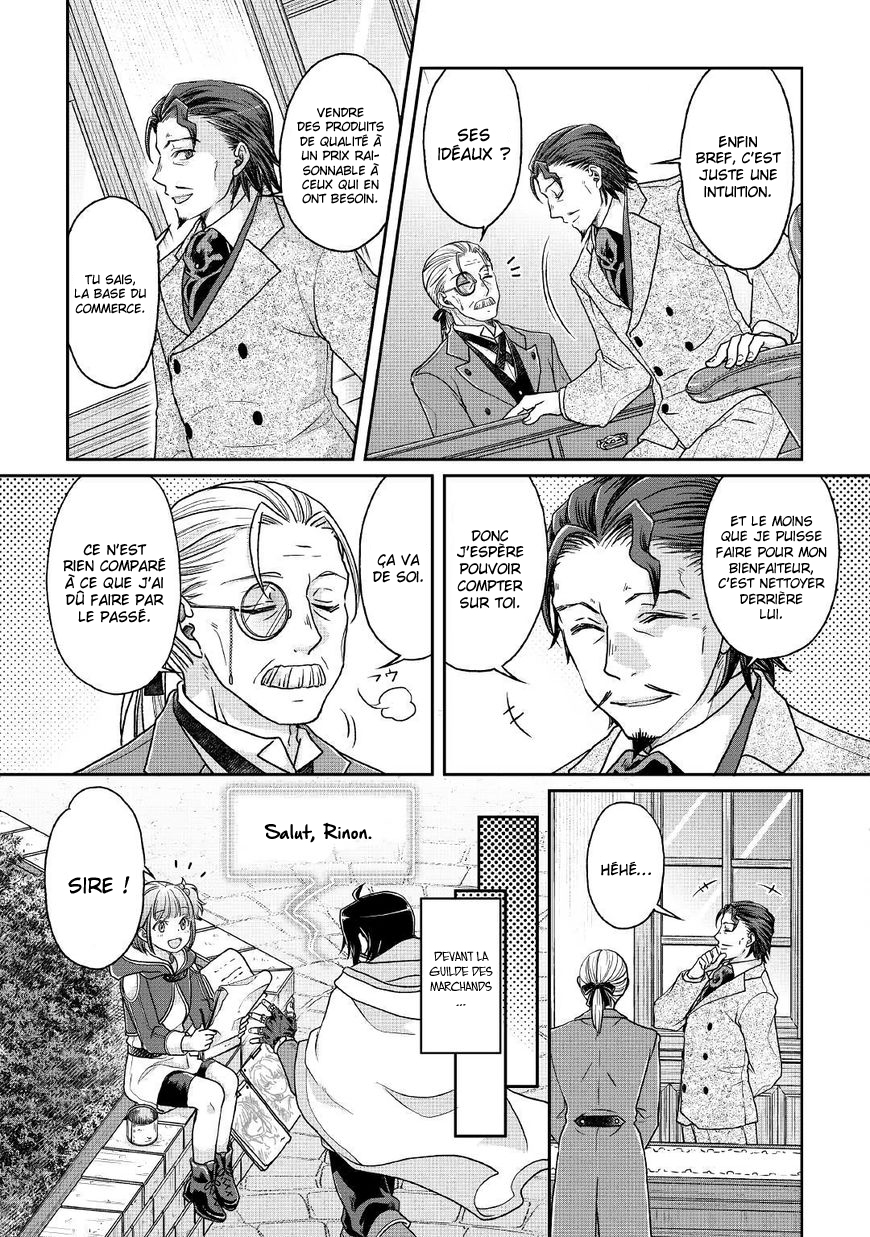 ENFIN
BREF, C'EST
JUSTE UNE
INTUITION.
SES
IDÉAUX ?
VENDRE
DES PRODUITS
DE QUALITÉ À
UN PRIX RAI-
SONNABLE À
CEUX QUI EN
ONT BESOIN.
TU SAIS,
LA BASE DU
COMMERCE.
ET LE MOINS
QUE JE PUISSE
FAIRE POUR MON
BIENFAITEUR,
C'EST NETTOYER
DERRIÈRE
LUI.
DONC
J'ESPÈRE
POUVOIR
COMPTER
SUR TOI.
ÇA VA
DE SOI.
フゥ
CE N'EST
RIEN COMPARÉ
À CE QUE J'AI
DÛ FAIRE PAR
LE PASSÉ.
HÉHÉ...
DEVANT LA
GUILDE DES
MARCHANDS
...
Salut, Rinon.
SIRE !